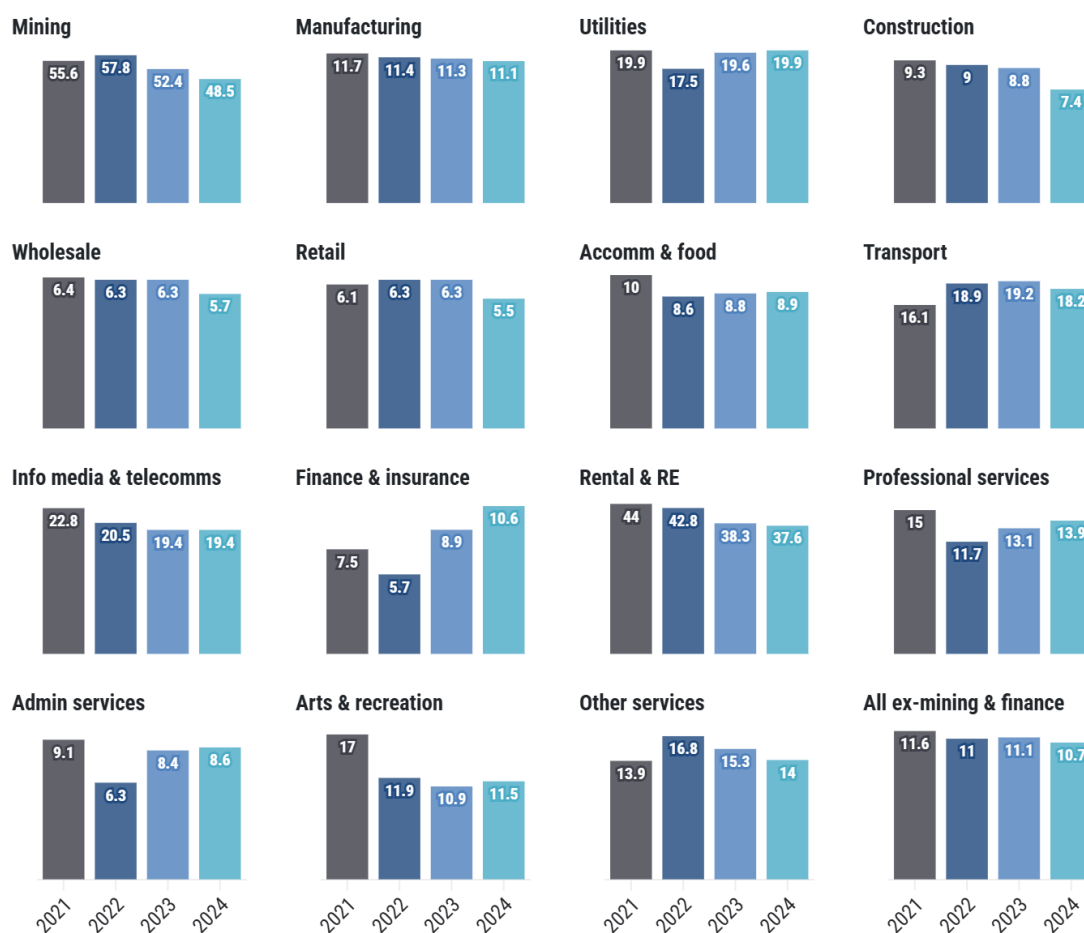 Mining
55.6 57.8 52.4 48.5
Manufacturing
11.7 11.4 11.3 11.1
Utilities
19.9 17.5 19.6 19.9
Construction
9.3 9 8.8 7.4
Wholesale
6.4 6.3 6.3 5.7
Retail
6.1 6.3 6.3 5.5
Accomm & food
10 8.6 8.8 8.9
Transport
16.1 18.9 19.2 18.2
Info media & telecomms
22.8 20.5 19.4 19.4
Finance & insurance
7.5 5.7 8.9 10.6
Rental & RE
44 42.8 38.3 37.6
Professional services
15 11.7 13.1 13.9
Admin services
9.1 6.3 8.4 8.6
2021 2022 2023 2024
Arts & recreation
17 11.9 10.9 11.5
2021 2022 2023 2024
Other services
13.9 16.8 15.3 14
2021 2022 2023 2024
All ex-mining & finance
11.6 11 11.1 10.7
2021 2022 2023 2024